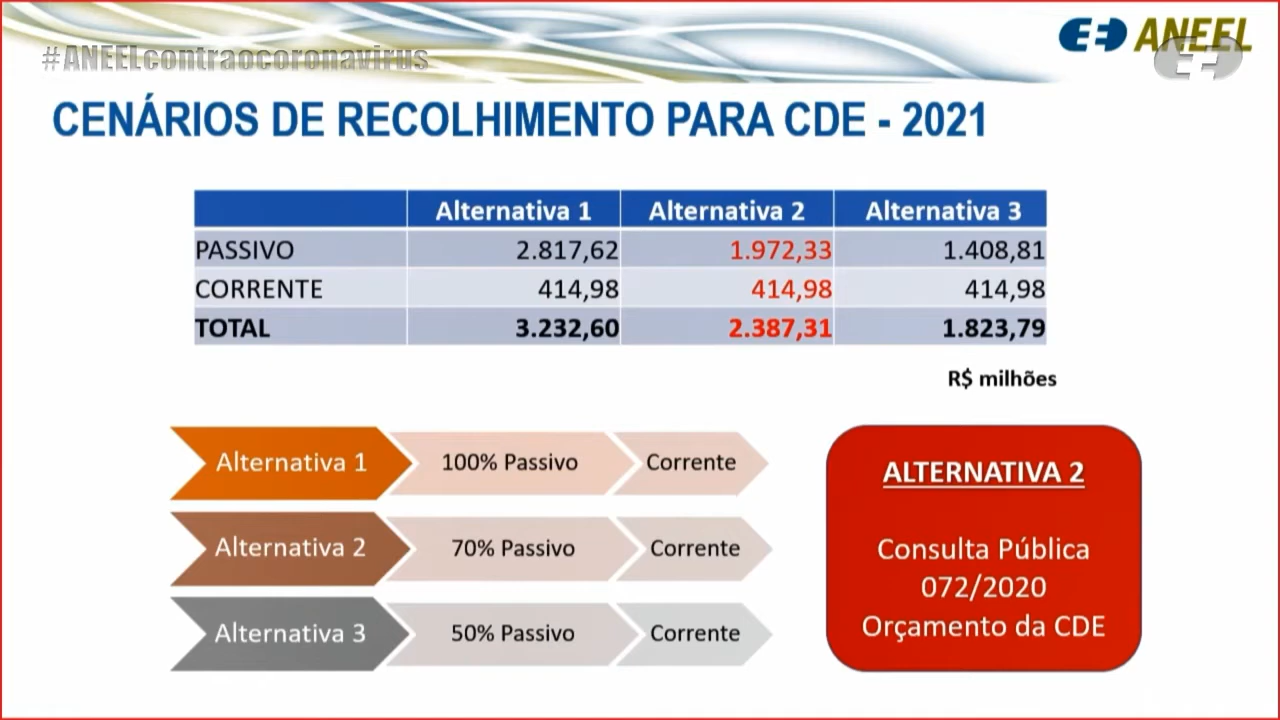 #ANEELcontraocoronavirus
ANEEL
CENÁRIOS DE RECOLHIMENTO PARA CDE - 2021
Alternativa 1 Alternativa 2 Alternativa 3
PASSIVO 2.817,62 1.972,33 1.408,81
CORRENTE 414,98 414,98 414,98
TOTAL 3.232,60 2.387,31 1.823,79
R$ milhões
Alternativa 1 100% Passivo Corrente
Alternativa 2 70% Passivo Corrente
Alternativa 3 50% Passivo Corrente
ALTERNATIVA 2
Consulta Pública
072/2020
Orçamento da CDE